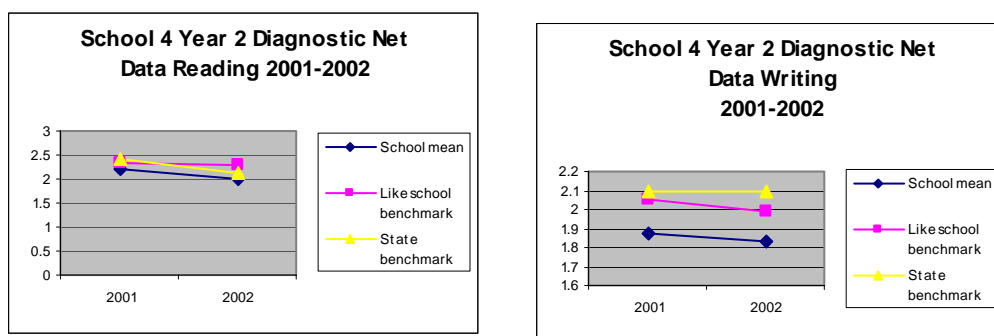 School 4 Year 2 Diagnostic Net
Data Reading 2001-2002
3
2.5
2
1.5
1
0.5
0
2001
2002
School mean
Like school
benchmark
State
benchmark
School 4 Year 2 Diagnostic Net
Data Writing
2001-2002
2.2
2.1
2
1.9
1.8
1.7
1.6
2001
2002
School mean
Like school
benchmark
State
benchmark